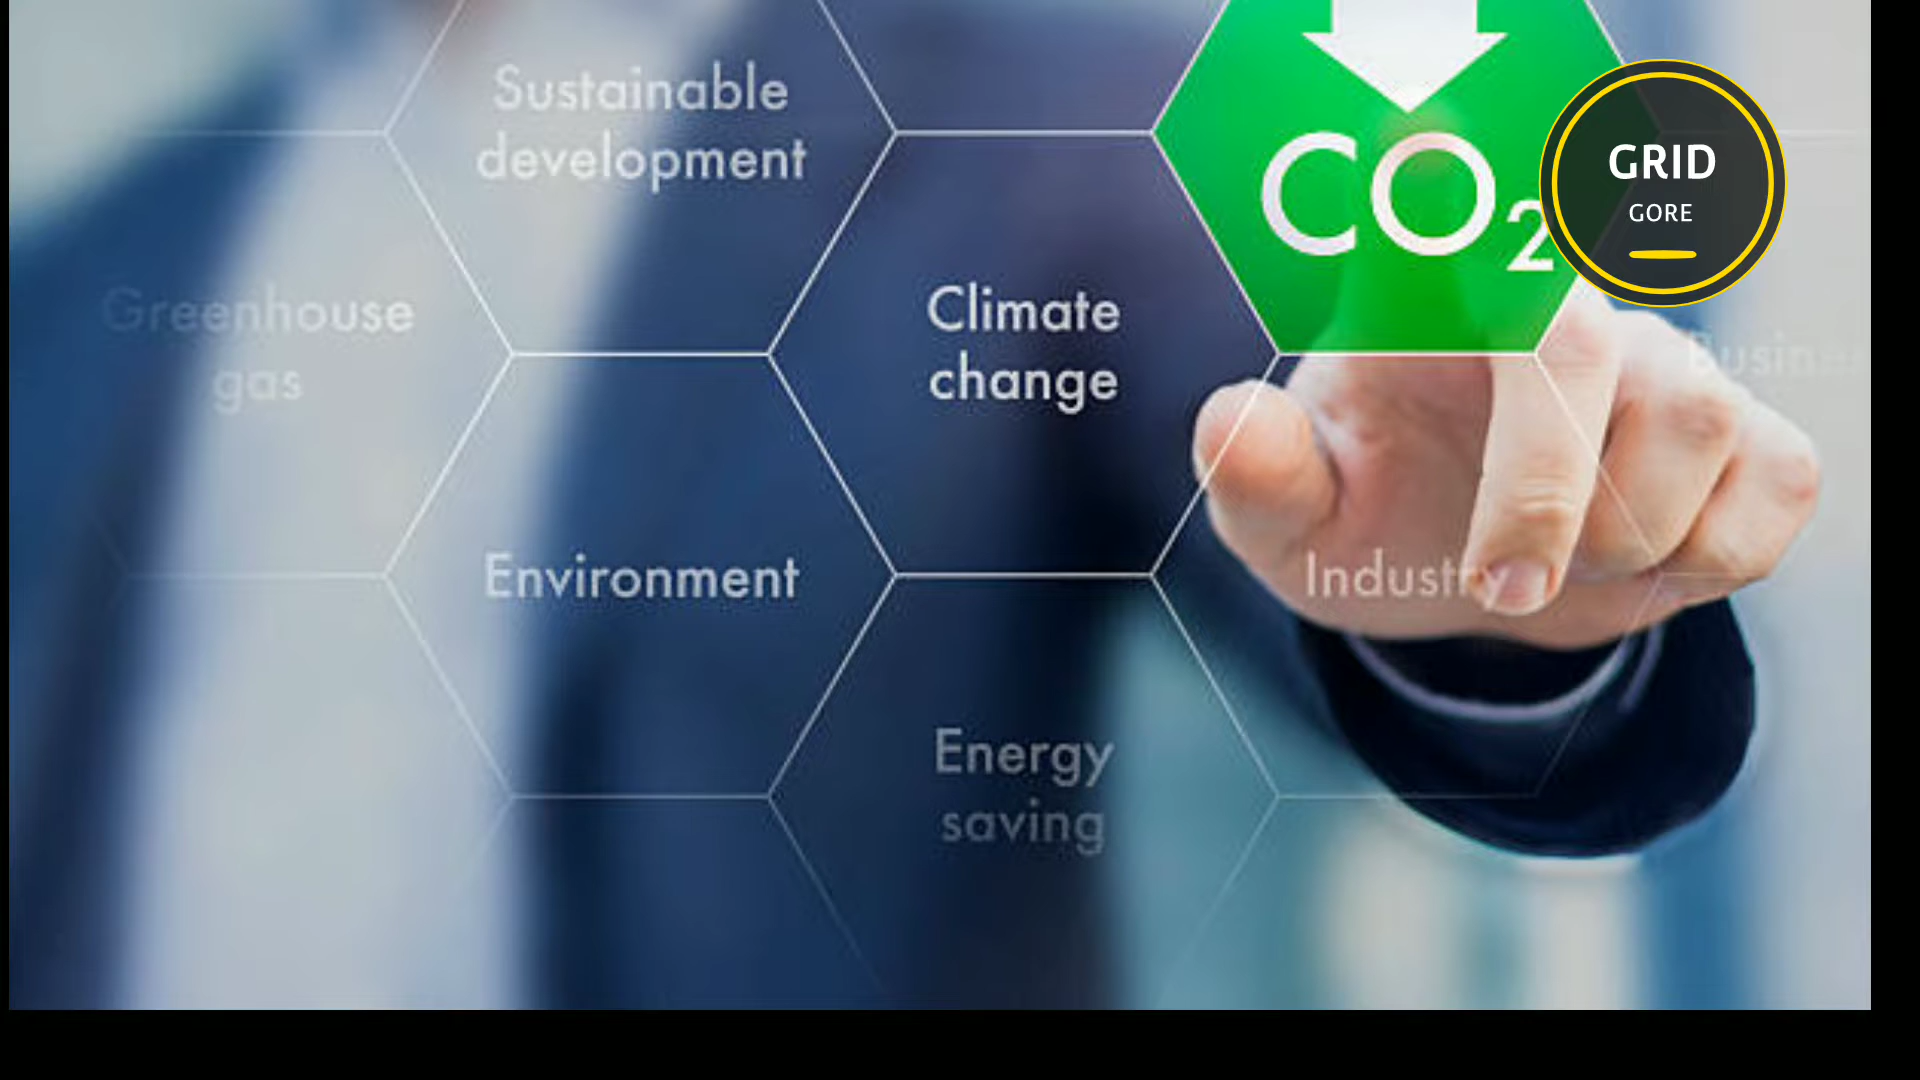 Sustainable
development
CO₂
GRID
GORE
Greenhouse
gas
Climate
change
Environment
Industry
Energy
saving